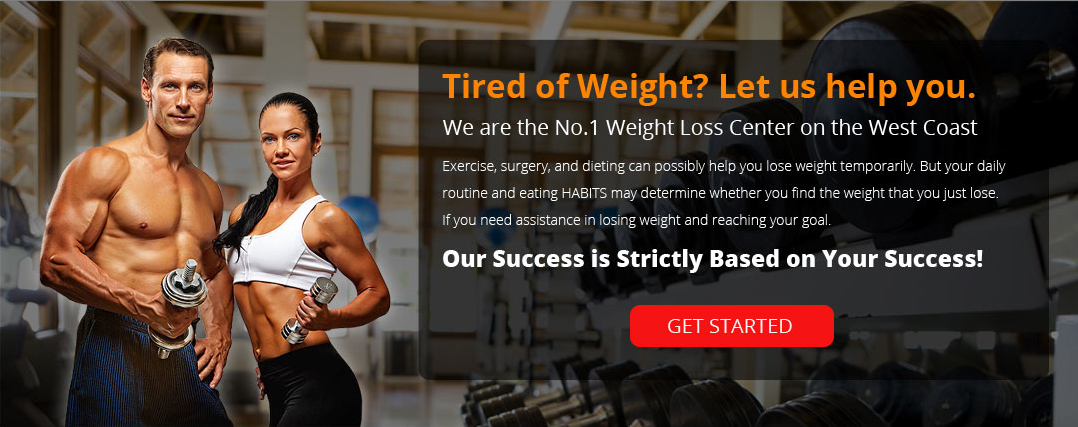 Tired of Weight? Let us help you.
We are the No.1 Weight Loss Center on the West Coast
Exercise, surgery, and dieting can possibly help you lose weight temporarily. But your daily
routine and eating HABITS may determine whether you find the weight that you just lose.
If you need assistance in losing weight and reaching your goal.
Our Success is Strictly Based on Your Success!
GET STARTED